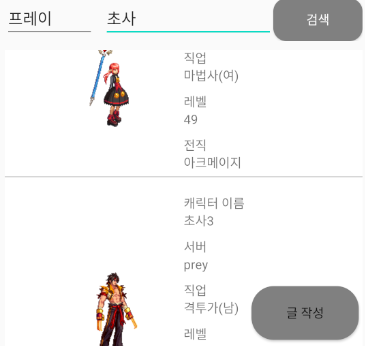 프레이 초사 검색
직업
마법사(여)
레벨
49
전직
아크메이지
캐릭터 이름
초사3
서버
prey
직업
격투가(남)
레벨
글 작성